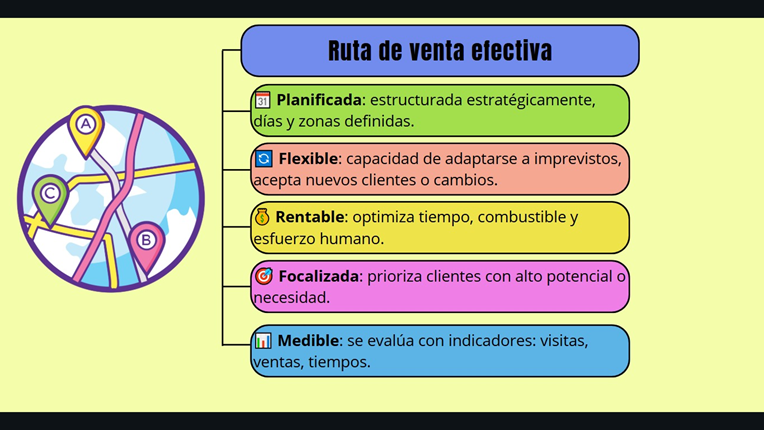 Ruta de venta efectiva
31 Planificada: estructurada estratégicamente,
días y zonas definidas.
Flexible: capacidad de adaptarse a imprevistos,
acepta nuevos clientes o cambios.
Rentable: optimiza tiempo, combustible y
esfuerzo humano.
Focalizada: prioriza clientes con alto potencial o
necesidad.
Medible: se evalúa con indicadores: visitas,
ventas, tiempos.
A
C
B